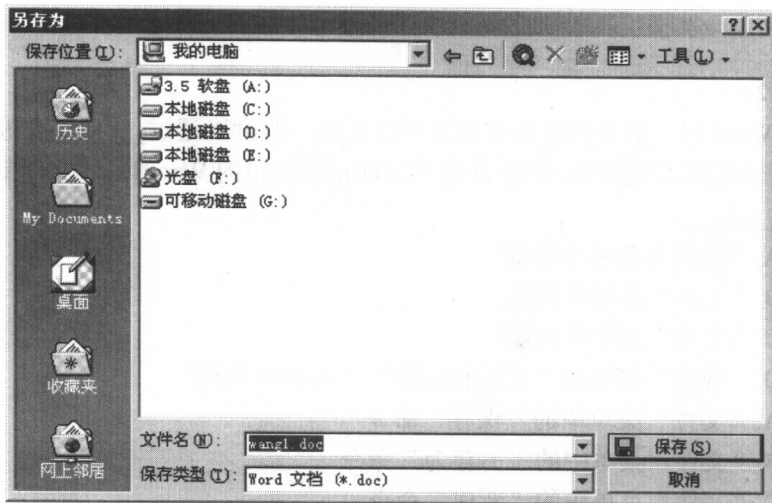 另存为
保存位置(I): 我的电脑 工具(L)
3.5 软盘 (A:)
本地磁盘 (C:)
本地磁盘 (D:)
本地磁盘 (E:)
光盘 (F:)
可移动磁盘 (G:)
历史
My Documents
桌面
收藏夹
网上邻居
文件名(N): wang1.doc 保存(S)
保存类型(T): Word 文档 (*.doc) 取消